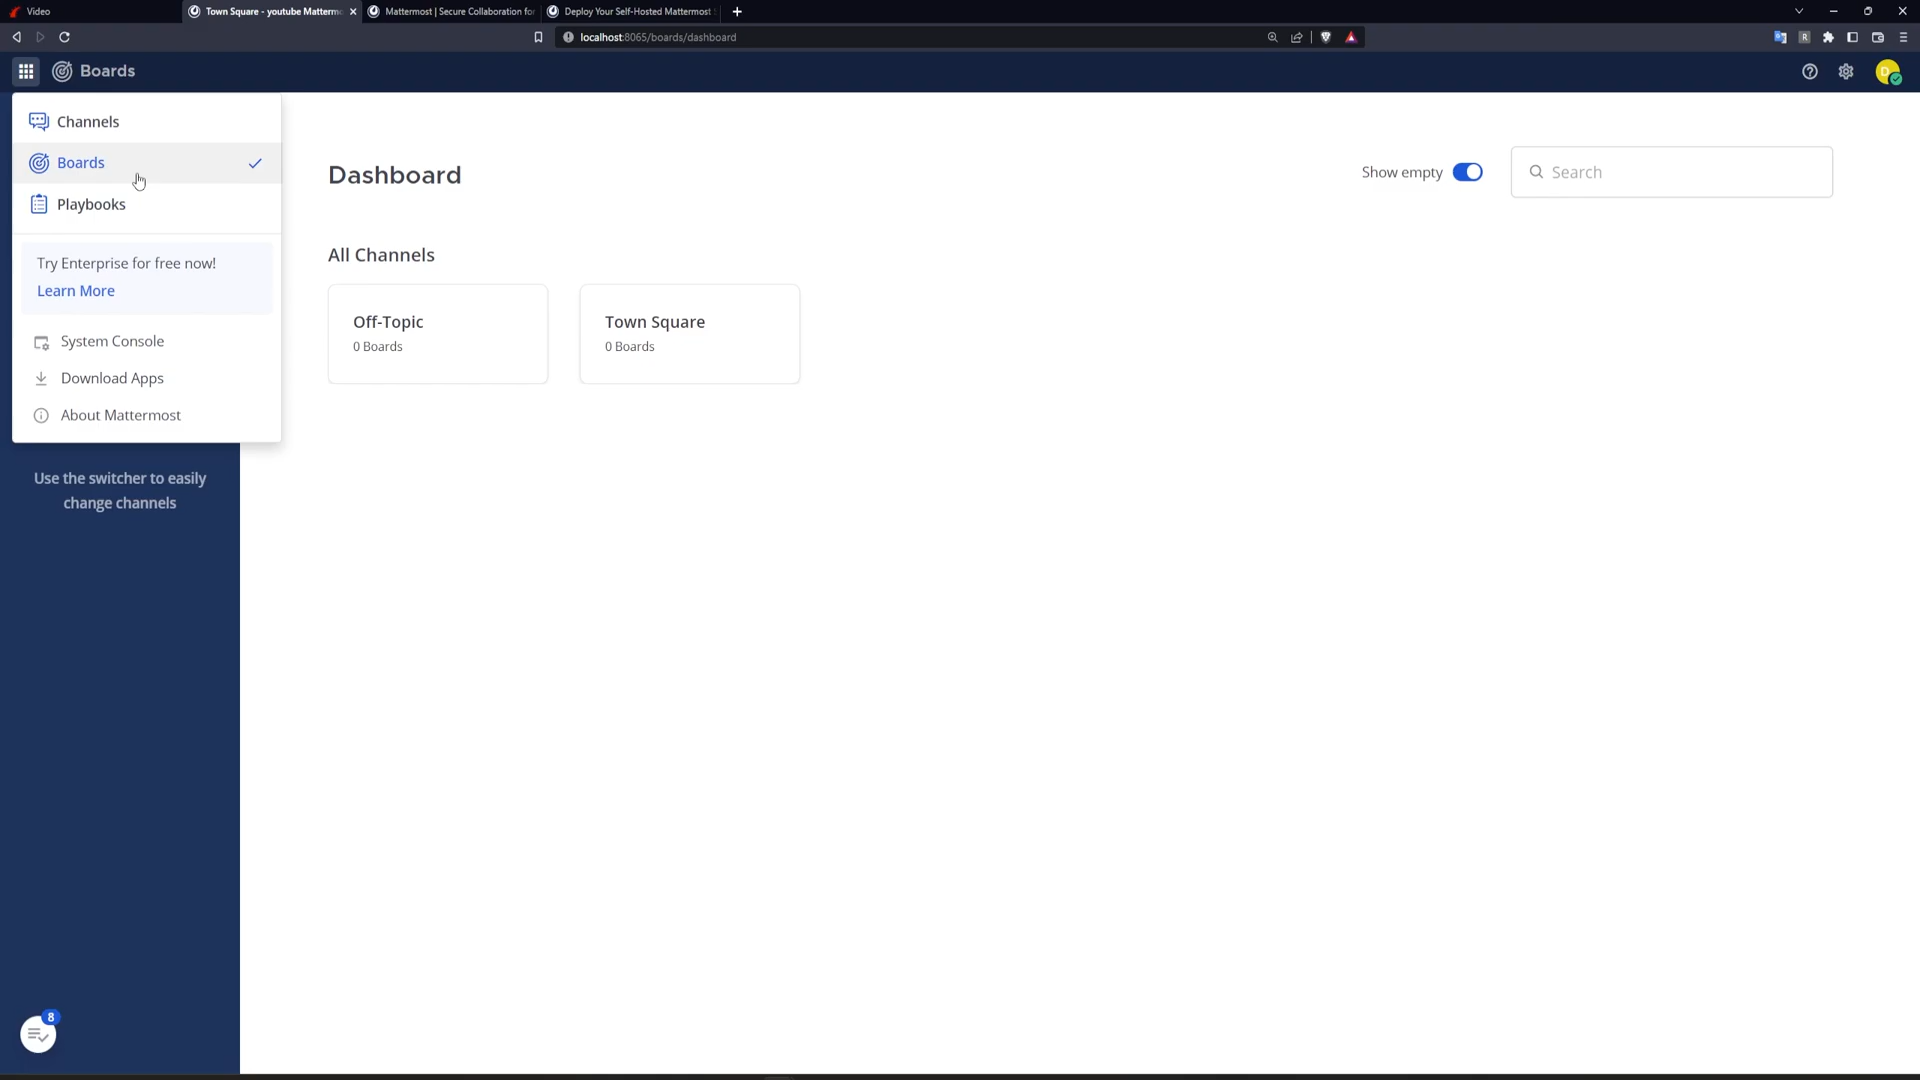 Video
Town Square - youtube Matterm
Mattermost | Secure Collaboration for
Deploy Your Self-Hosted Mattermost
localhost:8065/boards/dashboard
R
Boards
D
Channels
Boards
Playbooks
Try Enterprise for free now!
Learn More
System Console
Download Apps
About Mattermost
Use the switcher to easily
change channels
8
Dashboard
Show empty
Search
All Channels
Off-Topic
0 Boards
Town Square
0 Boards